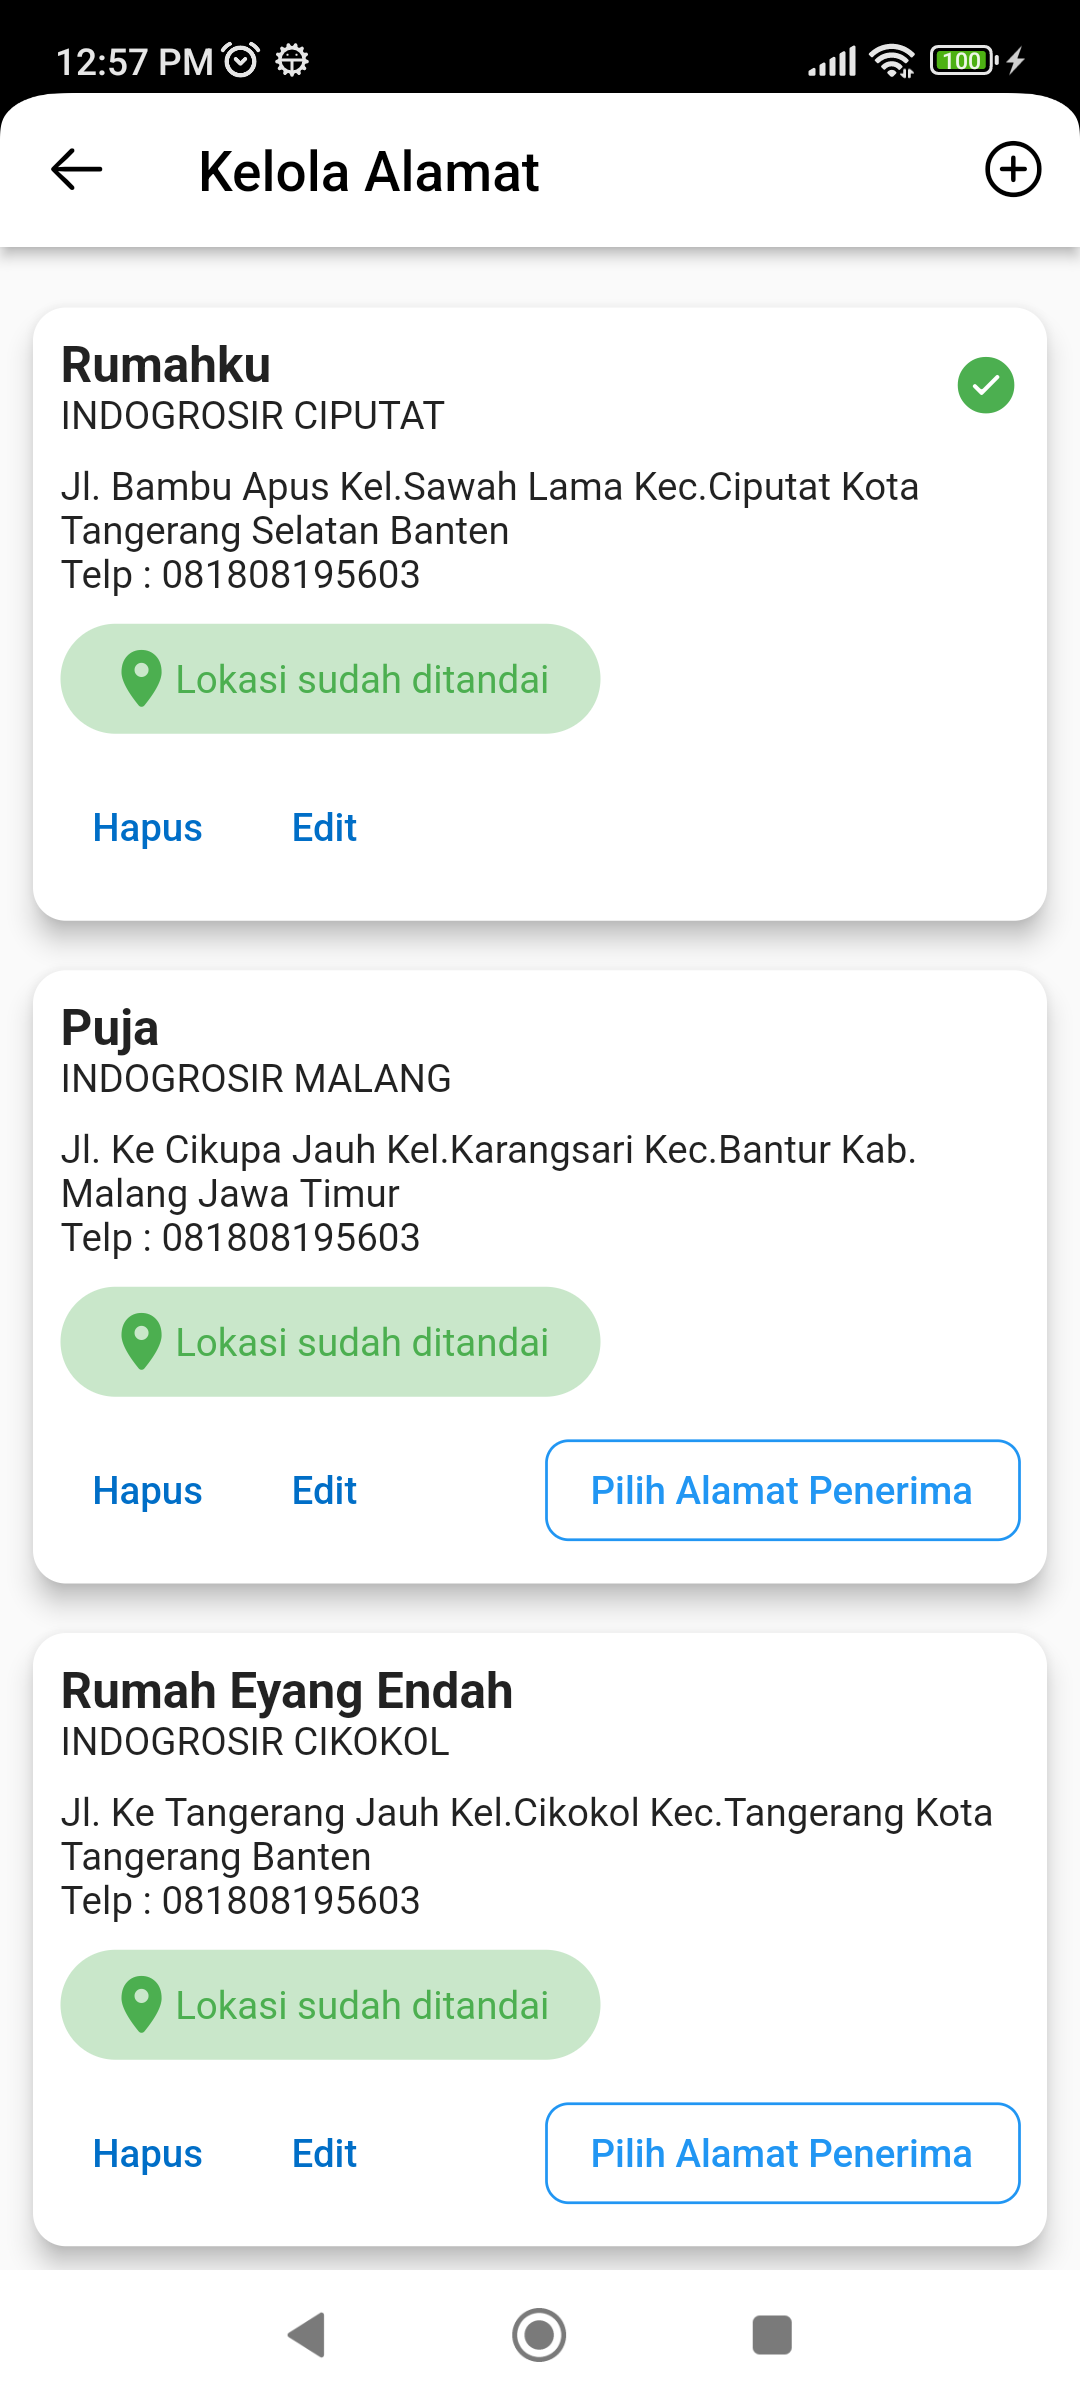 12:57 PM
100
Kelola Alamat
Rumahku
INDOGROSIR CIPUTAT
Jl. Bambu Apus Kel.Sawah Lama Kec.Ciputat Kota
Tangerang Selatan Banten
Telp : 081808195603
Lokasi sudah ditandai
Hapus Edit
Puja
INDOGROSIR MALANG
Jl. Ke Cikupa Jauh Kel.Karangsari Kec.Bantur Kab.
Malang Jawa Timur
Telp : 081808195603
Lokasi sudah ditandai
Hapus Edit Pilih Alamat Penerima
Rumah Eyang Endah
INDOGROSIR CIKOKOL
Jl. Ke Tangerang Jauh Kel.Cikokol Kec.Tangerang Kota
Tangerang Banten
Telp : 081808195603
Lokasi sudah ditandai
Hapus Edit Pilih Alamat Penerima